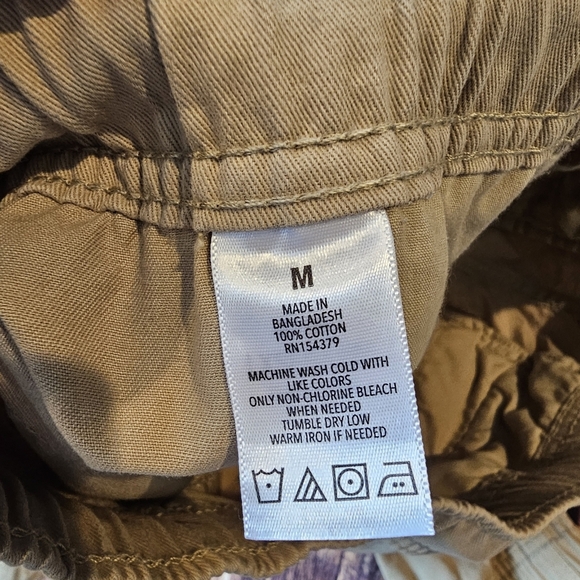 M
MADE IN
BANGLADESH
100% COTTON
RN154379
MACHINE WASH COLD WITH
LIKE COLORS
ONLY NON-CHLORINE BLEACH
WHEN NEEDED
TUMBLE DRY LOW
WARM IRON IF NEEDED